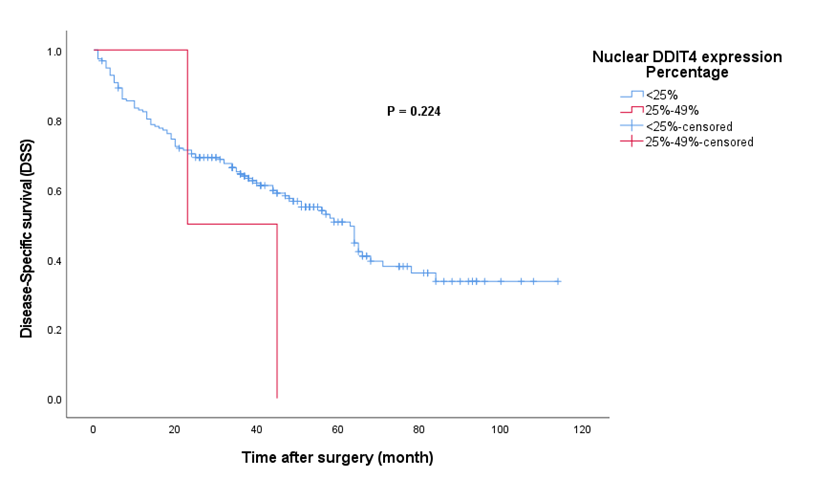 Nuclear DDIT4 expression
Percentage
<25%
25%-49%
<25%-censored
25%-49%-censored
P = 0.224
Disease-Specific survival (DSS)
1.0
0.8
0.6
0.4
0.2
0.0
0 20 40 60 80 100 120
Time after surgery (month)